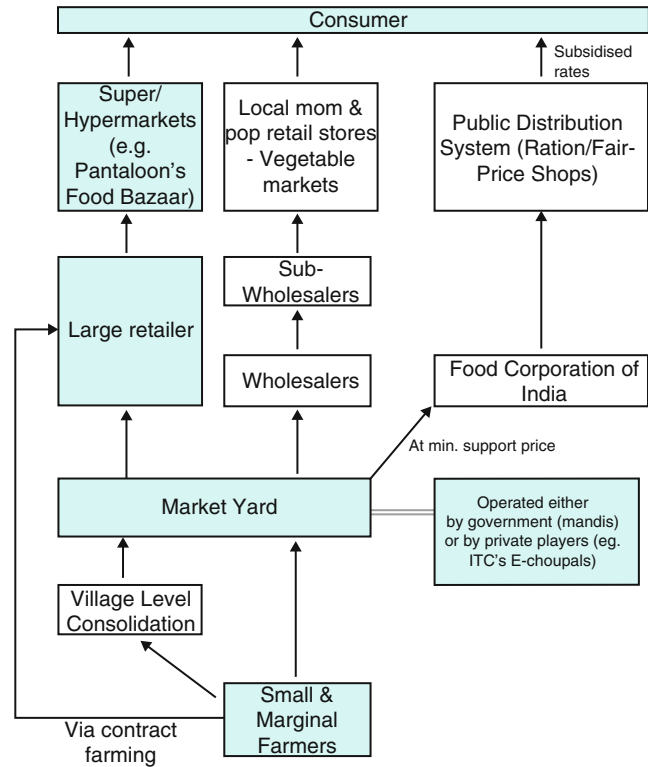 Consumer
Subsidised
rates
Super/
Hypermarkets
(e.g.
Pantaloon's
Food Bazaar)
Local mom &
pop retail stores
- Vegetable
markets
Public Distribution
System (Ration/Fair-
Price Shops)
Sub-
Wholesalers
Large retailer
Wholesalers
Food Corporation of
India
At min. support price
Market Yard
Operated either
by government (mandis)
or by private players (eg.
ITC's E-choupals)
Village Level
Consolidation
Small &
Marginal
Farmers
Via contract
farming